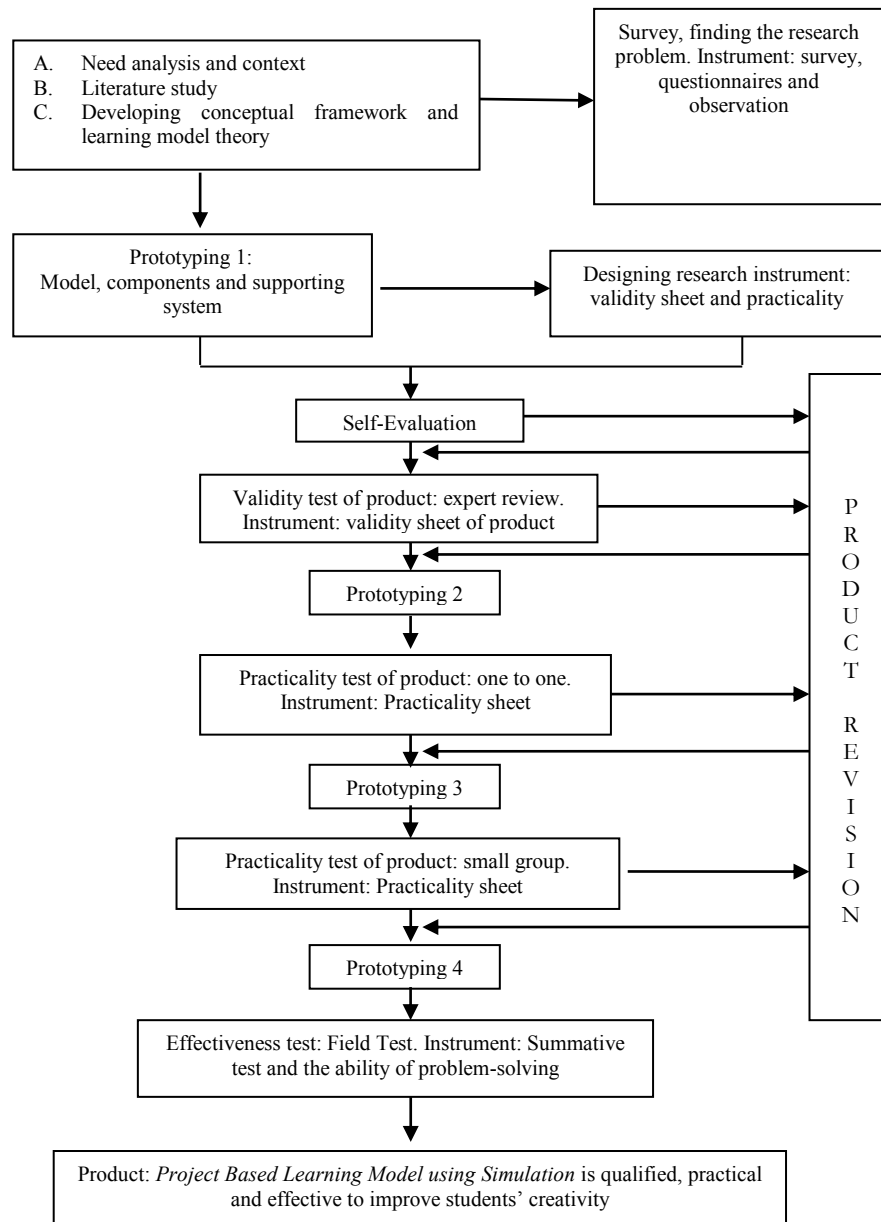 A. Need analysis and context
B. Literature study
C. Developing conceptual framework and
learning model theory
Survey, finding the research
problem. Instrument: survey,
questionnaires and
observation
Prototyping 1:
Model, components and supporting
system
Designing research instrument:
validity sheet and practicality
Self-Evaluation
Validity test of product: expert review.
Instrument: validity sheet of product
Prototyping 2
Practicality test of product: one to one.
Instrument: Practicality sheet
Prototyping 3
Practicality test of product: small group.
Instrument: Practicality sheet
Prototyping 4
Effectiveness test: Field Test. Instrument: Summative
test and the ability of problem-solving
Product: Project Based Learning Model using Simulation is qualified, practical
and effective to improve students’ creativity
P
R
O
D
U
C
T
R
E
V
I
S
I
O
N